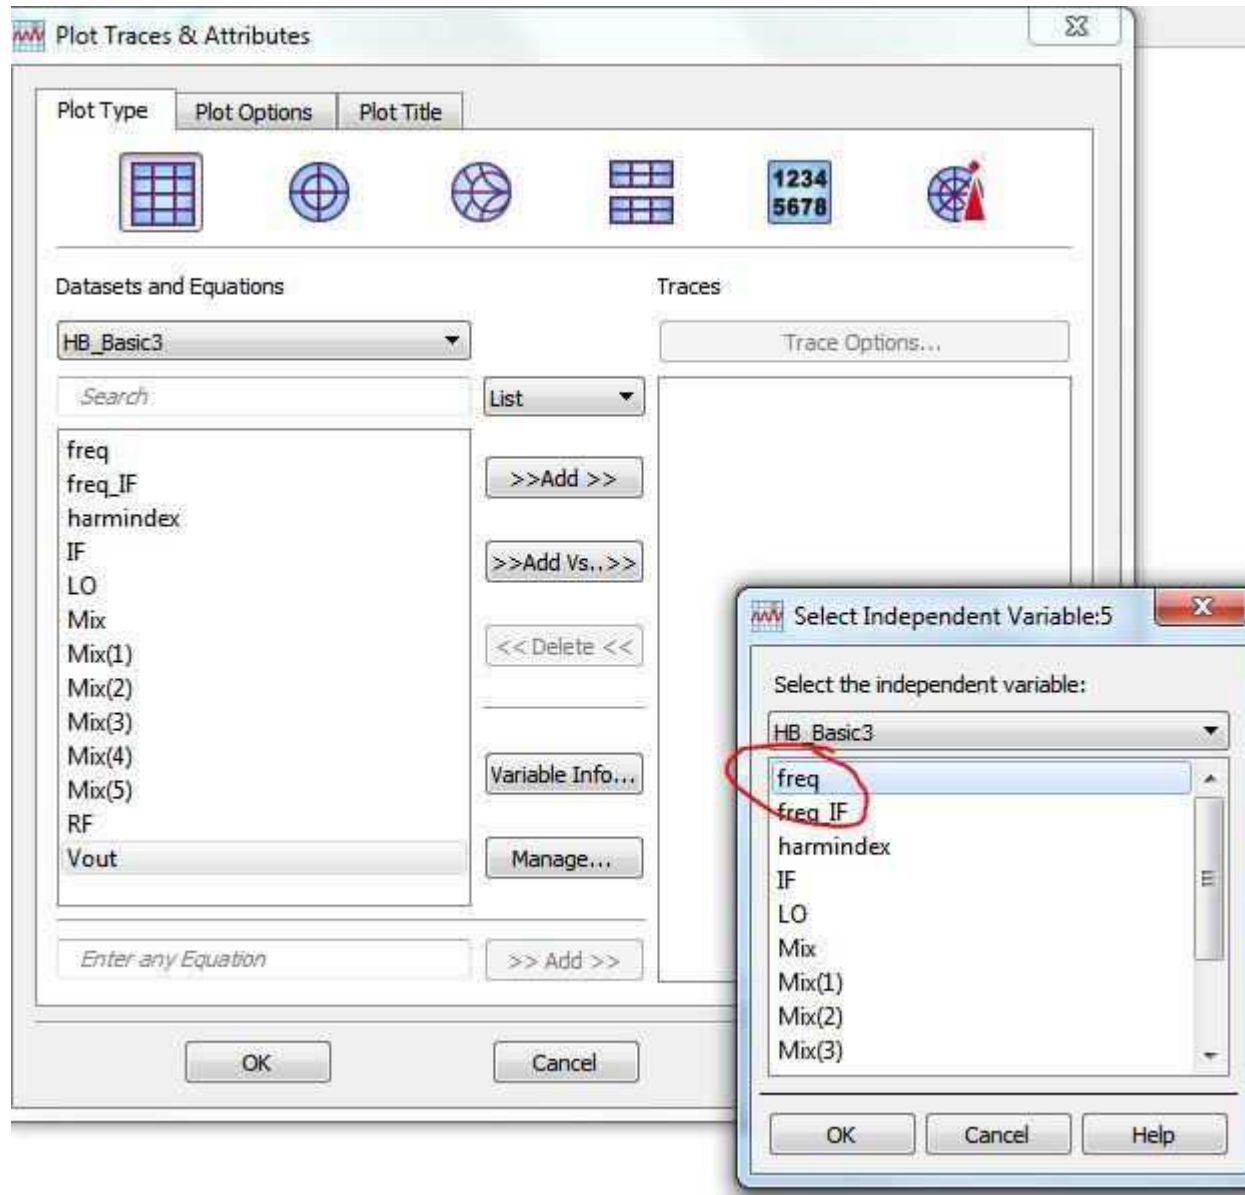 Plot Traces & Attributes
Plot Type
Plot Options
Plot Title
1234
5678
Datasets and Equations
Traces
HB_Basic3
Trace Options...
Search
List
freq
freq_IF
harmindex
IF
LO
Mix
Mix(1)
Mix(2)
Mix(3)
Mix(4)
Mix(5)
RF
Vout
>>Add >>
>>Add Vs..>>
<< Delete <<
Variable Info...
Manage...
Enter any Equation
>> Add >>
OK
Cancel
Select Independent Variable:5
Select the independent variable:
HB_Basic3
freq
freq_IF
harmindex
IF
LO
Mix
Mix(1)
Mix(2)
Mix(3)
OK
Cancel
Help